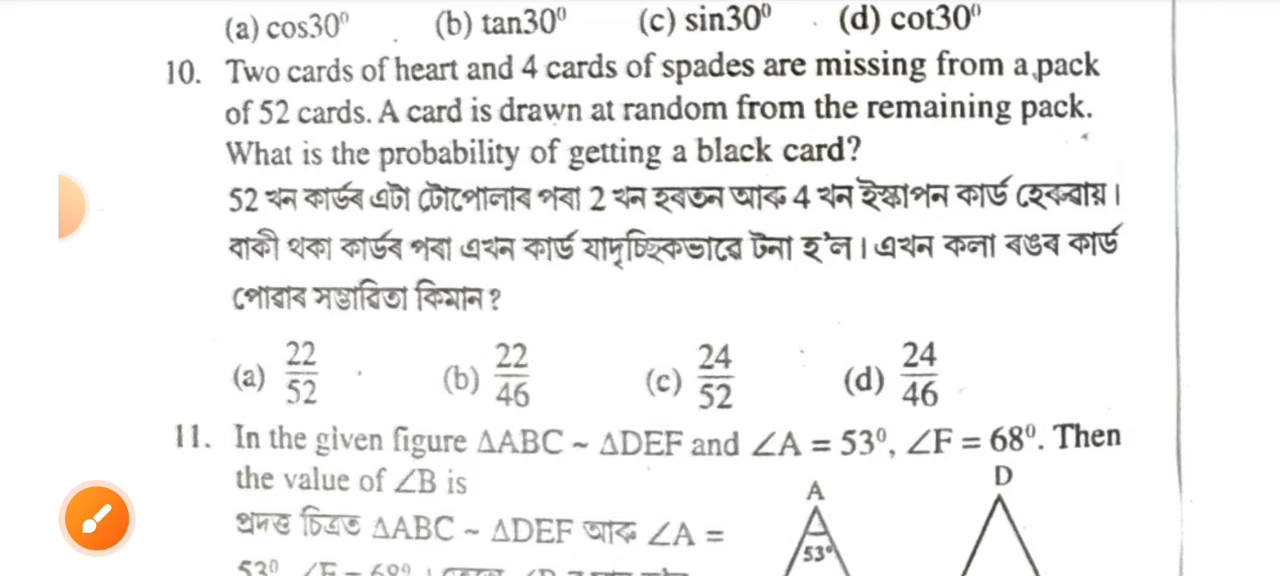 (a) cos30⁰ (b) tan30⁰ (c) sin30⁰ (d) cot30⁰
10. Two cards of heart and 4 cards of spades are missing from a pack
of 52 cards. A card is drawn at random from the remaining pack.
What is the probability of getting a black card?
52 খন কাৰ্ডৰ এটা টোপোলাৰ পৰা 2 খন হৰতন আৰু 4 খন ইস্কাপন কাৰ্ড হেৰুৱায়।
বাকী থকা কাৰ্ডৰ পৰা এখন কাৰ্ড যাদৃচ্ছিকভাৱে টনা হ'ল। এখন কলা ৰঙৰ কাৰ্ড
পোৱাৰ সম্ভাৱিতা কিমান?
(a) 22/52 (b) 22/46 (c) 24/52 (d) 24/46
11. In the given figure ΔABC ~ ΔDEF and ∠A = 53⁰, ∠F = 68⁰. Then
the value of ∠B is
প্ৰদত্ত চিত্ৰত ΔABC ~ ΔDEF আৰু ∠A =
A
53⁰
D